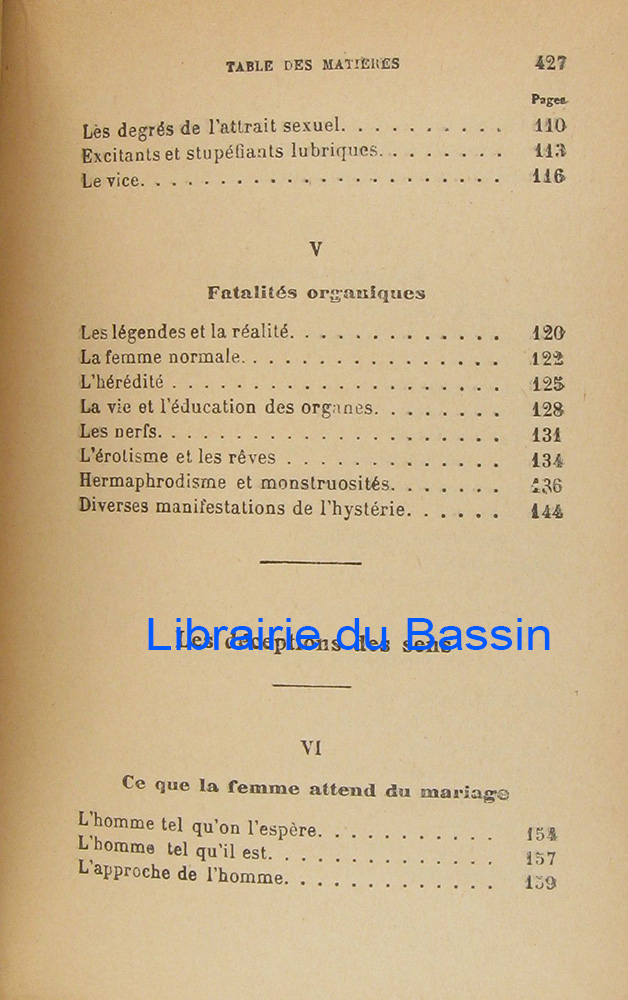 TABLE DES MATIÈRES 427
Pages
Les degrés de l'attrait sexuel. . . . . . . . . . . 110
Excitants et stupéfiants lubriques. . . . . . . . 113
Le vice. . . . . . . . . . . . . . . . . . . . . . 116
V
Fatalités organiques
Les légendes et la réalité. . . . . . . . . . . . . 120
La femme normale. . . . . . . . . . . . . . . . 122
L'hérédité . . . . . . . . . . . . . . . . . . . . 125
La vie et l'éducation des organes. . . . . . . . 128
Les nerfs. . . . . . . . . . . . . . . . . . . . . 131
L'érotisme et les rêves . . . . . . . . . . . . . 134
Hermaphrodisme et monstruosités. . . . . . . 136
Diverses manifestations de l'hystérie. . . . . . 144
Les déceptions des sens
Librairie du Bassin
VI
Ce que la femme attend du mariage
L'homme tel qu'on l'espère. . . . . . . . . . . 154
L'homme tel qu'il est. . . . . . . . . . . . . . 157
L'approche de l'homme. . . . . . . . . . . . . 159